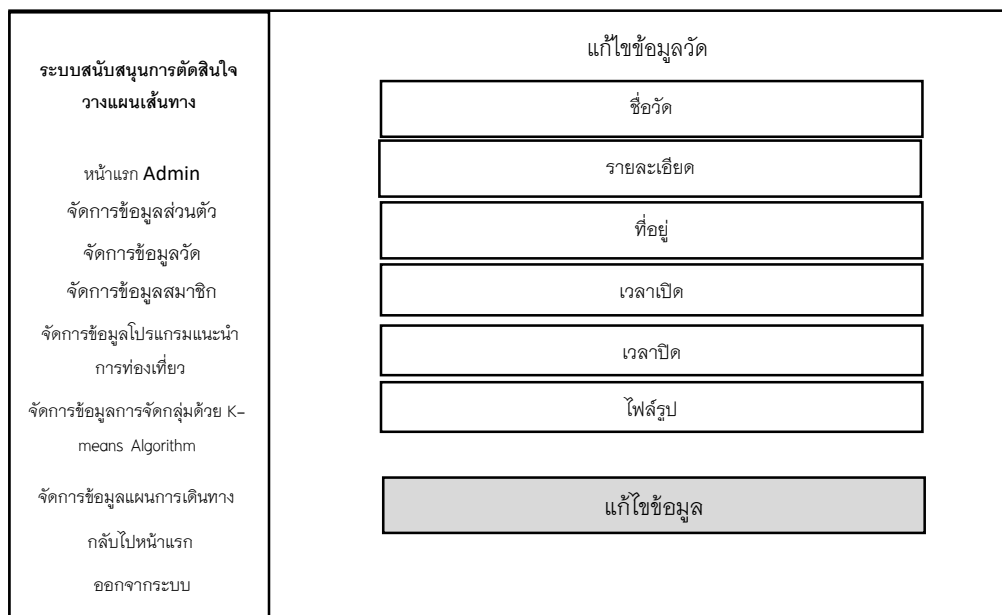 ระบบสนับสนุนการตัดสินใจ
วางแผนเส้นทาง
หน้าแรก Admin
จัดการข้อมูลส่วนตัว
จัดการข้อมูลวัด
จัดการข้อมูลสมาชิก
จัดการข้อมูลโปรแกรมแนะนำ
การท่องเที่ยว
จัดการข้อมูลการจัดกลุ่มด้วย K-
means Algorithm
จัดการข้อมูลแผนการเดินทาง
กลับไปหน้าแรก
ออกจากระบบ
แก้ไขข้อมูลวัด
ชื่อวัด
รายละเอียด
ที่อยู่
เวลาเปิด
เวลาปิด
ไฟล์รูป
แก้ไขข้อมูล